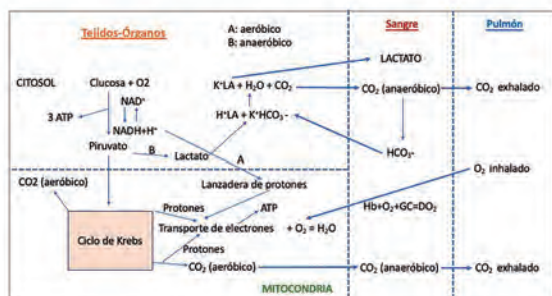 Tejidos-Órganos
A: aeróbico
B: anaeróbico
Sangre
Pulmón
LACTATO
CITOSOL
Glucosa + O2
K⁺LA + H₂O + CO₂
CO₂ (anaeróbico)
CO₂ exhalado
NAD⁺
3 ATP
NADH+H⁺
H⁺LA + K⁺HCO₃-
Piruvato
B
Lactato
A
HCO₃-
CO2 (aeróbico)
Lanzadera de protones
O₂ inhalado
Protones
ATP
Hb+O₂+GC=DO₂
Ciclo de Krebs
Transporte de electrones
+ O₂ = H₂O
Protones
CO₂ (aeróbico)
CO₂ (anaeróbico)
CO₂ exhalado
MITOCONDRIA